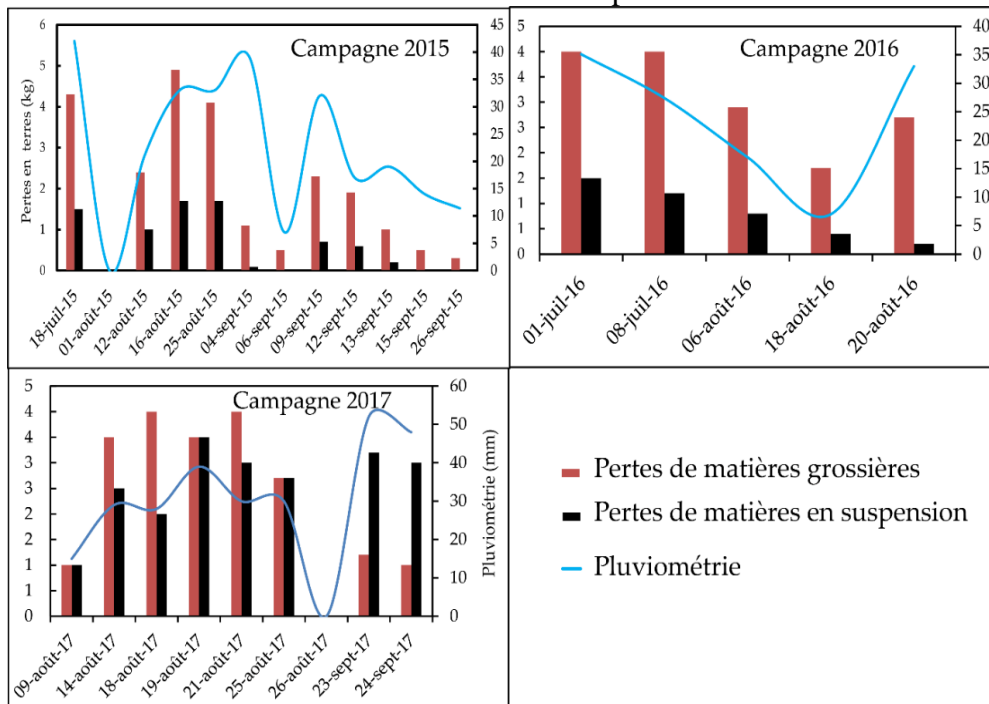 Campagne 2015
Pertes en terres (kg)
6
5
4
3
2
1
0
45
40
35
30
25
20
15
10
5
0
18-juil-15
01-août-15
12-août-15
16-août-15
25-août-15
04-sept-15
06-sept-15
09-sept-15
12-sept-15
13-sept-15
15-sept-15
26-sept-15
Campagne 2016
5
4
4
3
3
2
2
1
1
0
40
35
30
25
20
15
10
5
0
01-juil-16
08-juil-16
06-août-16
18-août-16
20-août-16
Campagne 2017
5
4
4
3
3
2
2
1
1
0
60
50
40
30
20
10
0
Pluviométrie (mm)
09-août-17
14-août-17
18-août-17
19-août-17
21-août-17
25-août-17
26-août-17
23-sept-17
24-sept-17
Pertes de matières grossières
Pertes de matières en suspension
Pluviométrie